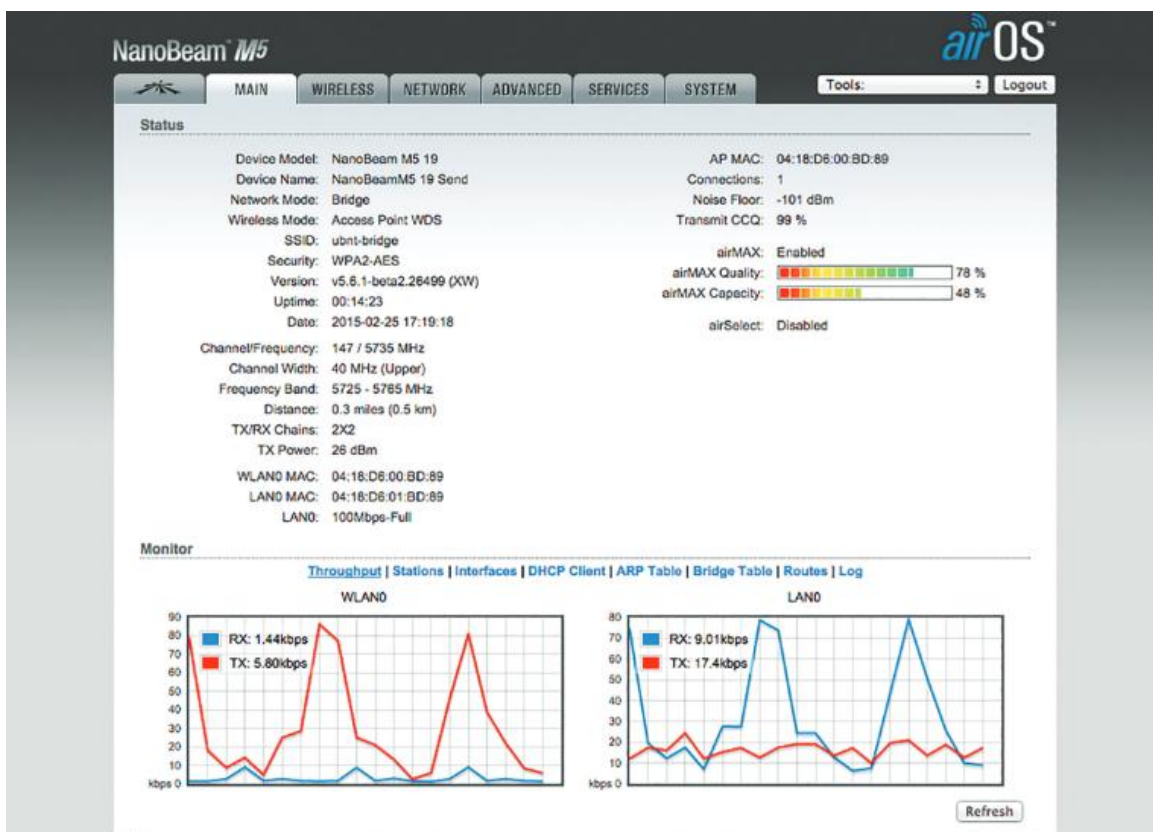 NanoBeam™ M5
airOS™
MAIN WIRELESS NETWORK ADVANCED SERVICES SYSTEM Tools: Logout
Status
Device Model: NanoBeam M5 19
Device Name: NanoBeamM5 19 Send
Network Mode: Bridge
Wireless Mode: Access Point WDS
SSID: ubnt-bridge
Security: WPA2-AES
Version: v5.6.1-beta2.26499 (XW)
Uptime: 00:14:23
Date: 2015-02-25 17:19:18
Channel/Frequency: 147 / 5735 MHz
Channel Width: 40 MHz (Upper)
Frequency Band: 5725 - 5765 MHz
Distance: 0.3 miles (0.5 km)
TX/RX Chains: 2X2
TX Power: 26 dBm
WLAN0 MAC: 04:18:D6:00:BD:89
LAN0 MAC: 04:18:D6:01:BD:89
LAN0: 100Mbps-Full
AP MAC: 04:18:D6:00:BD:89
Connections: 1
Noise Floor: -101 dBm
Transmit CCQ: 99 %
airMAX: Enabled
airMAX Quality: 78 %
airMAX Capacity: 48 %
airSelect: Disabled
Monitor
Throughput | Stations | Interfaces | DHCP Client | ARP Table | Bridge Table | Routes | Log
WLAN0
90
80
70
60
50
40
30
20
10
kbps 0
RX: 1.44kbps
TX: 5.80kbps
LAN0
80
70
60
50
40
30
20
10
kbps 0
RX: 9.01kbps
TX: 17.4kbps
Refresh